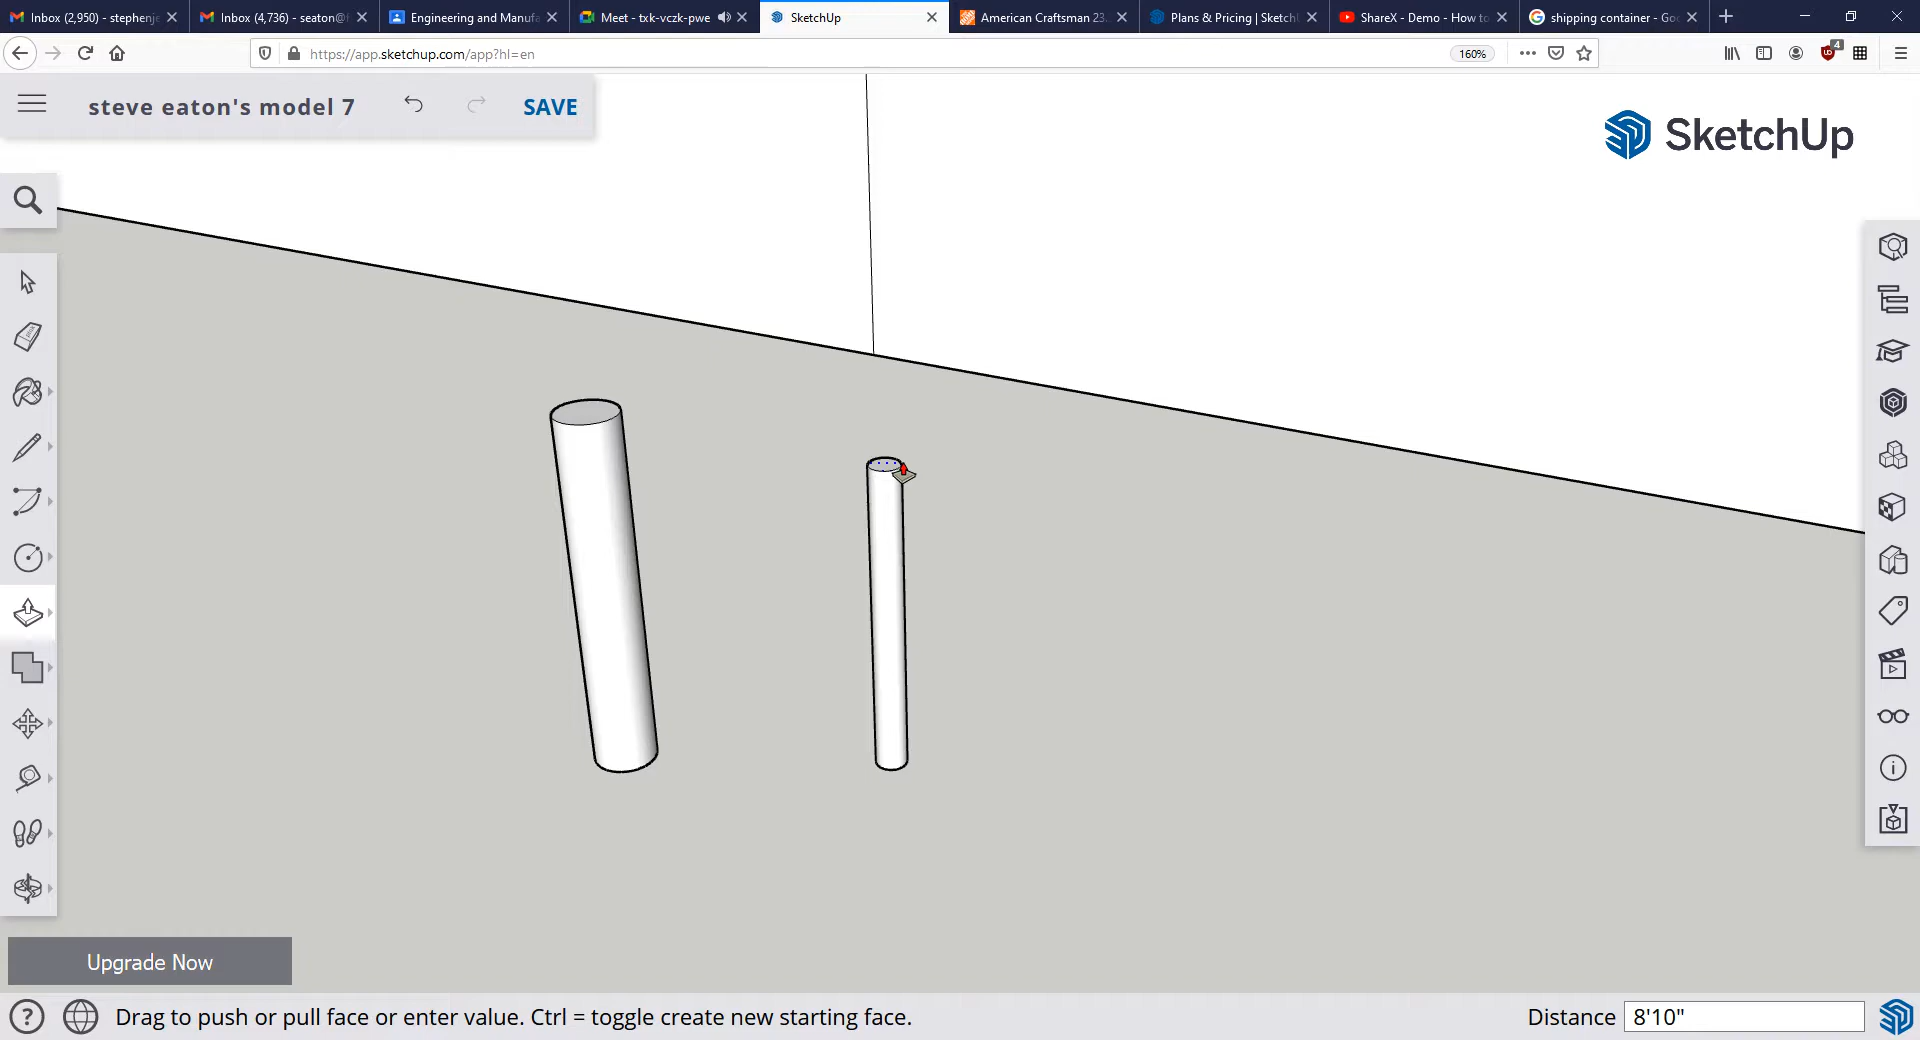 Inbox (2,950) - stephenje
Inbox (4,736) - seaton@h
Engineering and Manufa
Meet - txk-vczk-pwe
SketchUp
American Craftsman 23.
Plans & Pricing | Sketch
ShareX - Demo - How to
shipping container - Goo
https://app.sketchup.com/app?hl=en
160%
4
steve eaton's model 7
SAVE
SketchUp
Upgrade Now
Drag to push or pull face or enter value. Ctrl = toggle create new starting face.
Distance
8'10"